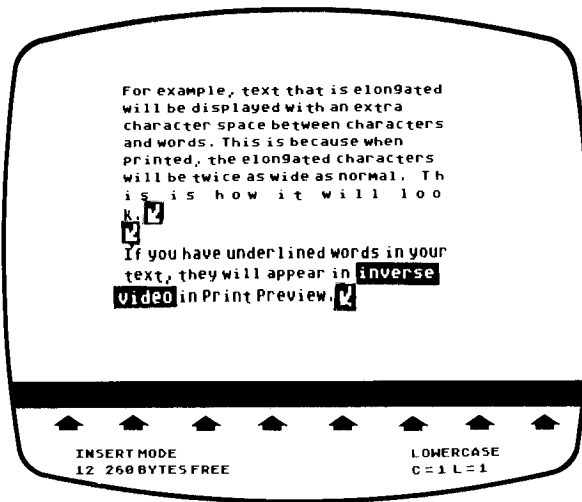 For example, text that is elongated
will be displayed with an extra
character space between characters
and words. This is because when
printed, the elongated characters
will be twice as wide as normal. Th
i s   i s   h o w   i t   w i l l   l o o
k.
If you have underlined words in your
text, they will appear in inverse
video in Print Preview.
INSERT MODE LOWERCASE
12 260 BYTES FREE C=1 L=1